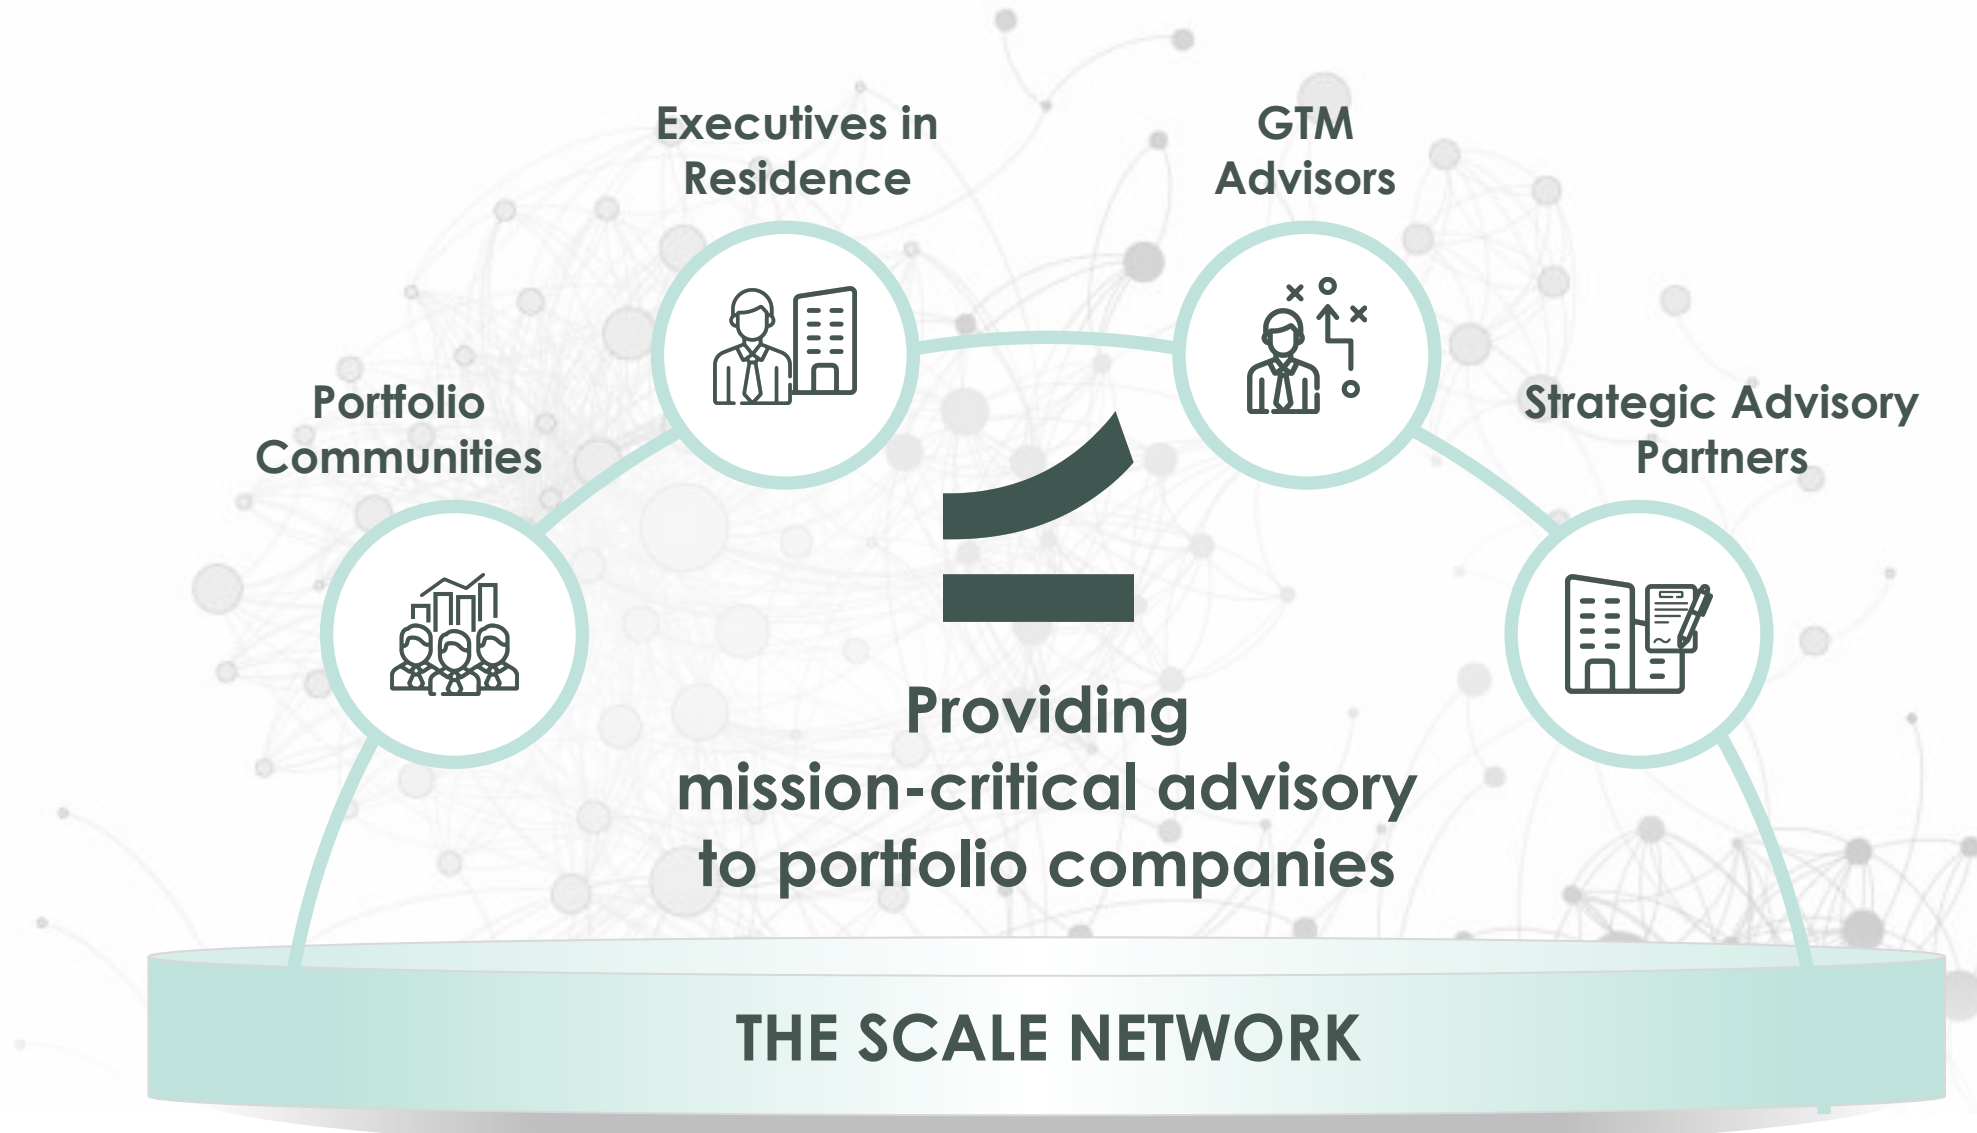 Executives in
Residence
GTM
Advisors
Portfolio
Communities
Strategic Advisory
Partners
Providing
mission-critical advisory
to portfolio companies
THE SCALE NETWORK